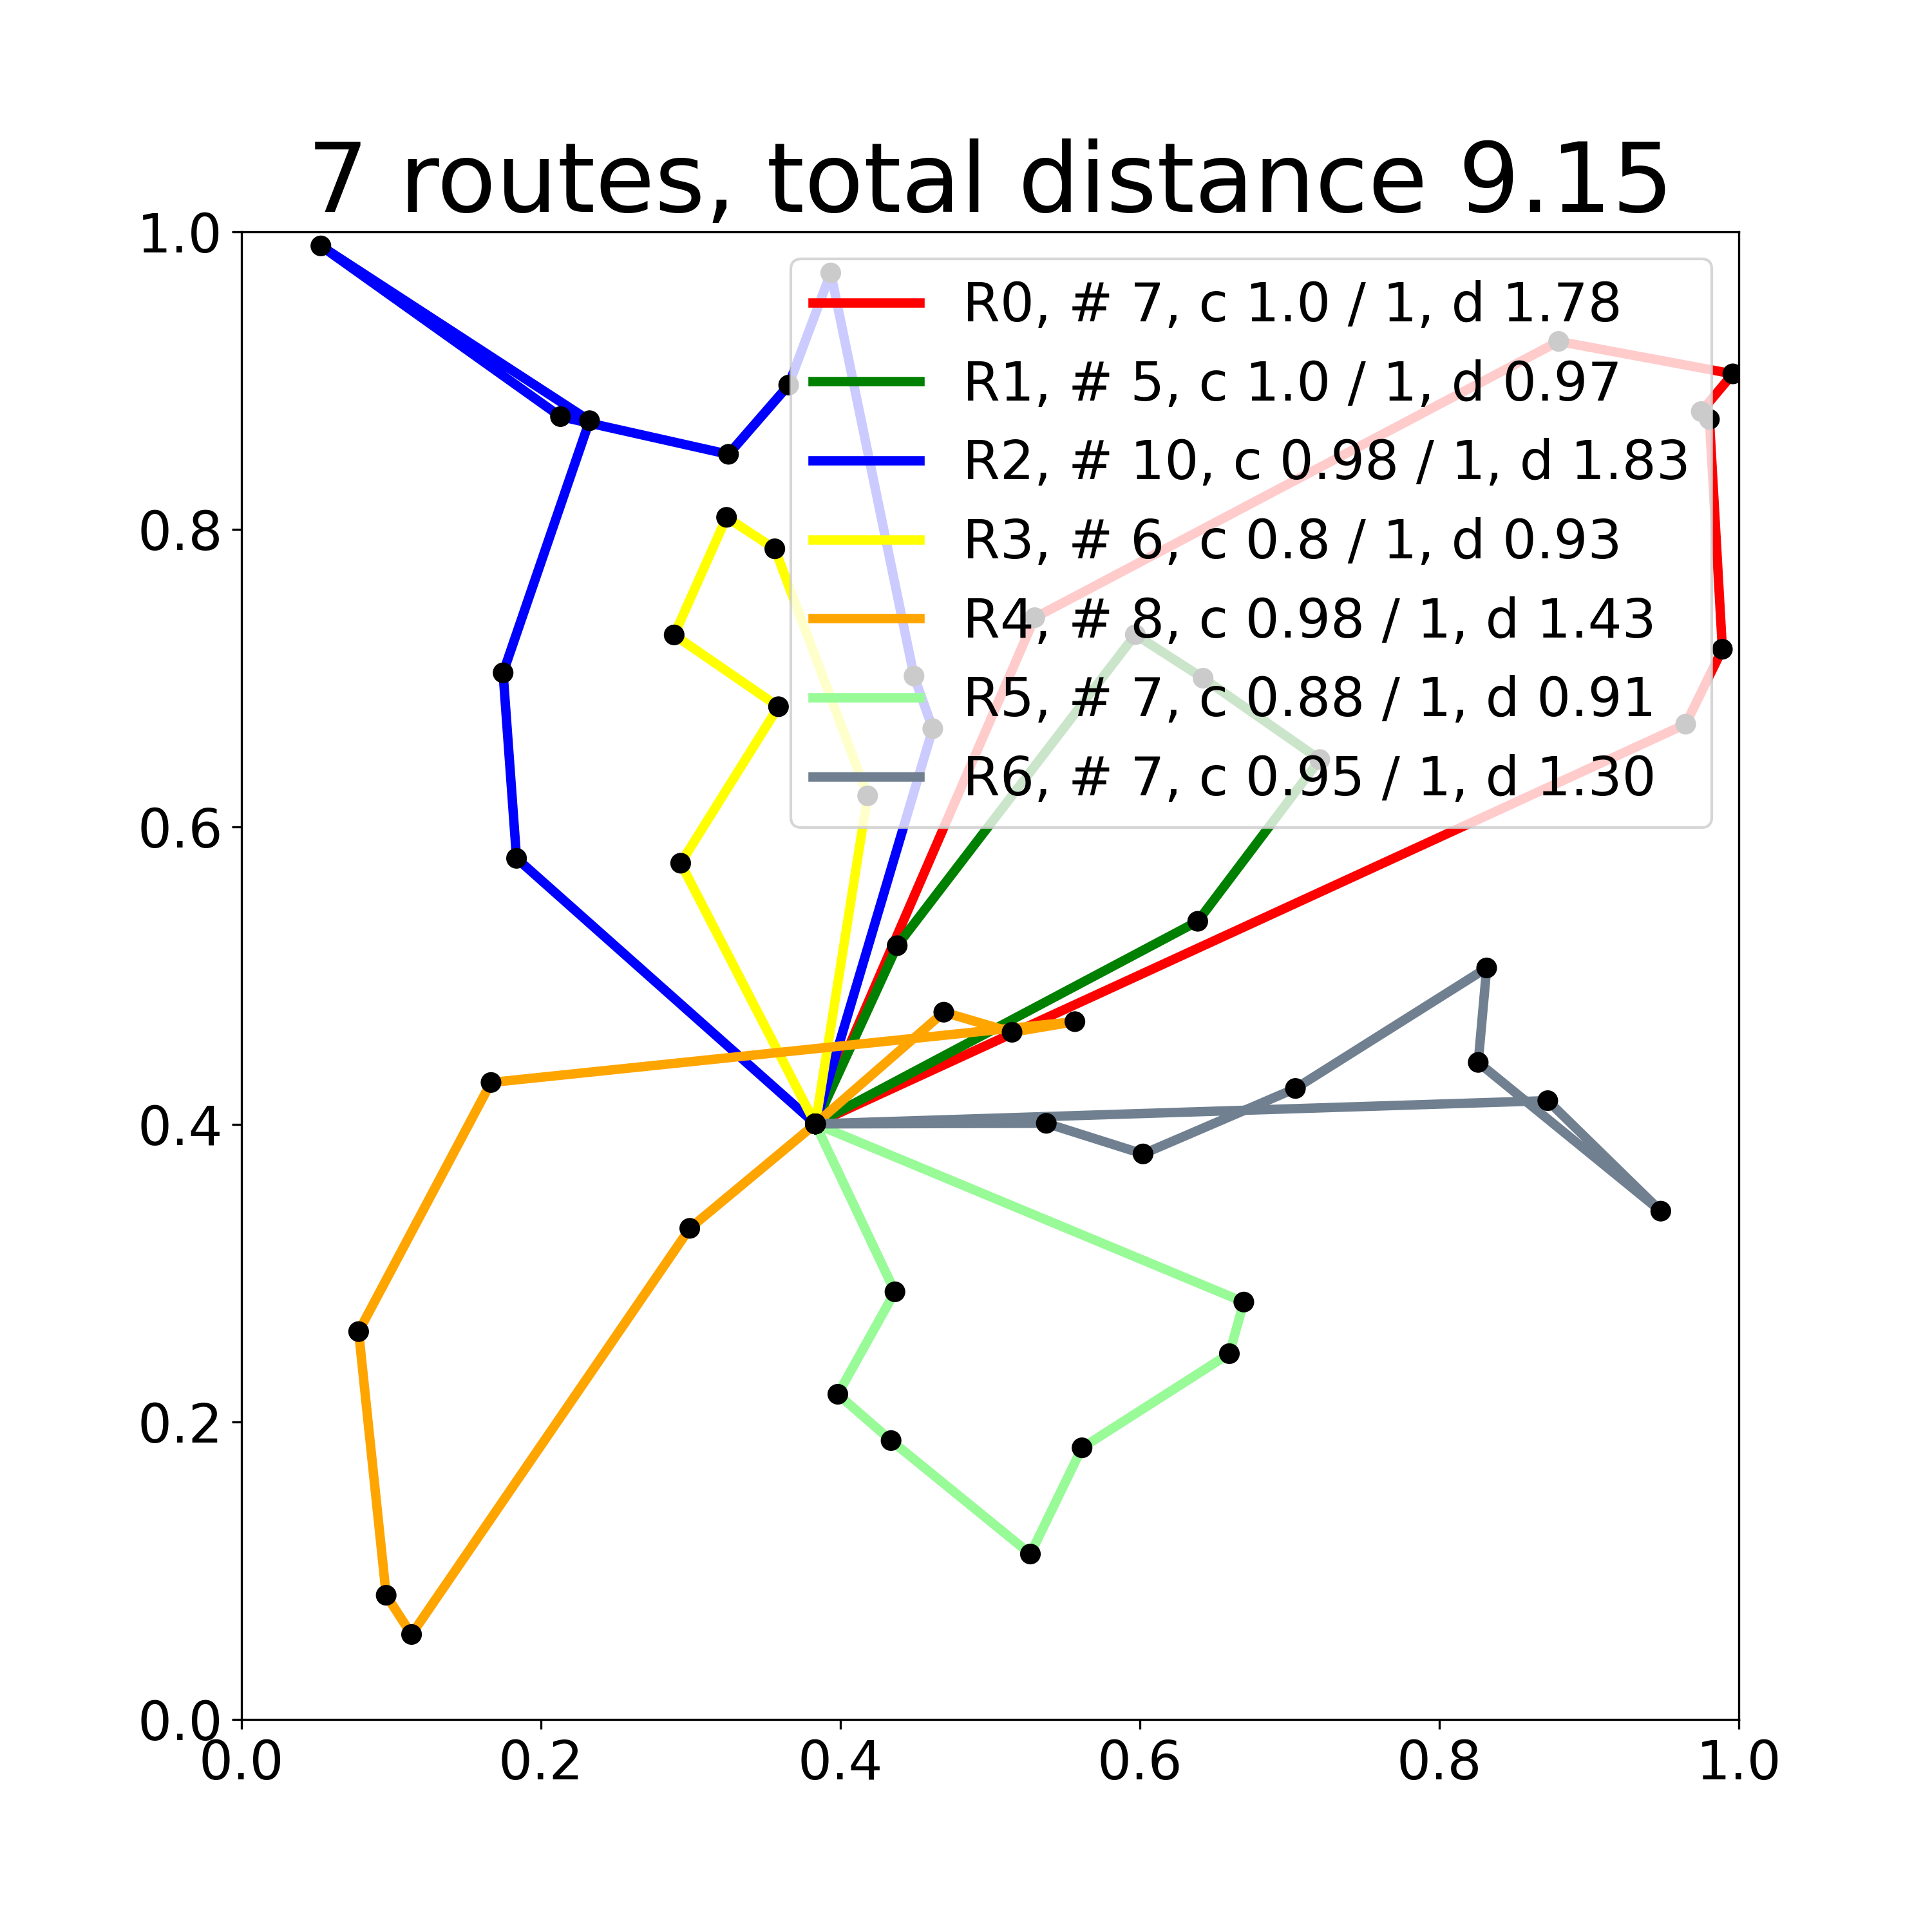 7 routes, total distance 9.15
R0, # 7, c 1.0 / 1, d 1.78
R1, # 5, c 1.0 / 1, d 0.97
R2, # 10, c 0.98 / 1, d 1.83
R3, # 6, c 0.8 / 1, d 0.93
R4, # 8, c 0.98 / 1, d 1.43
R5, # 7, c 0.88 / 1, d 0.91
R6, # 7, c 0.95 / 1, d 1.30
1.0
0.8
0.6
0.4
0.2
0.0
0.0 0.2 0.4 0.6 0.8 1.0